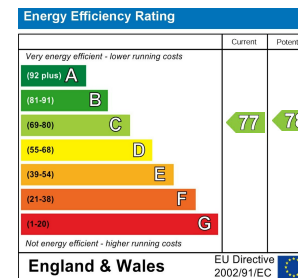 Energy Efficiency Rating
Current Poten
Very energy efficient - lower running costs
(92 plus) A
(81-91) B
(69-80) C 77 78
(55-68) D
(39-54) E
(21-38) F
(1-20) G
Not energy efficient - higher running costs
England & Wales
EU Directive
2002/91/EC